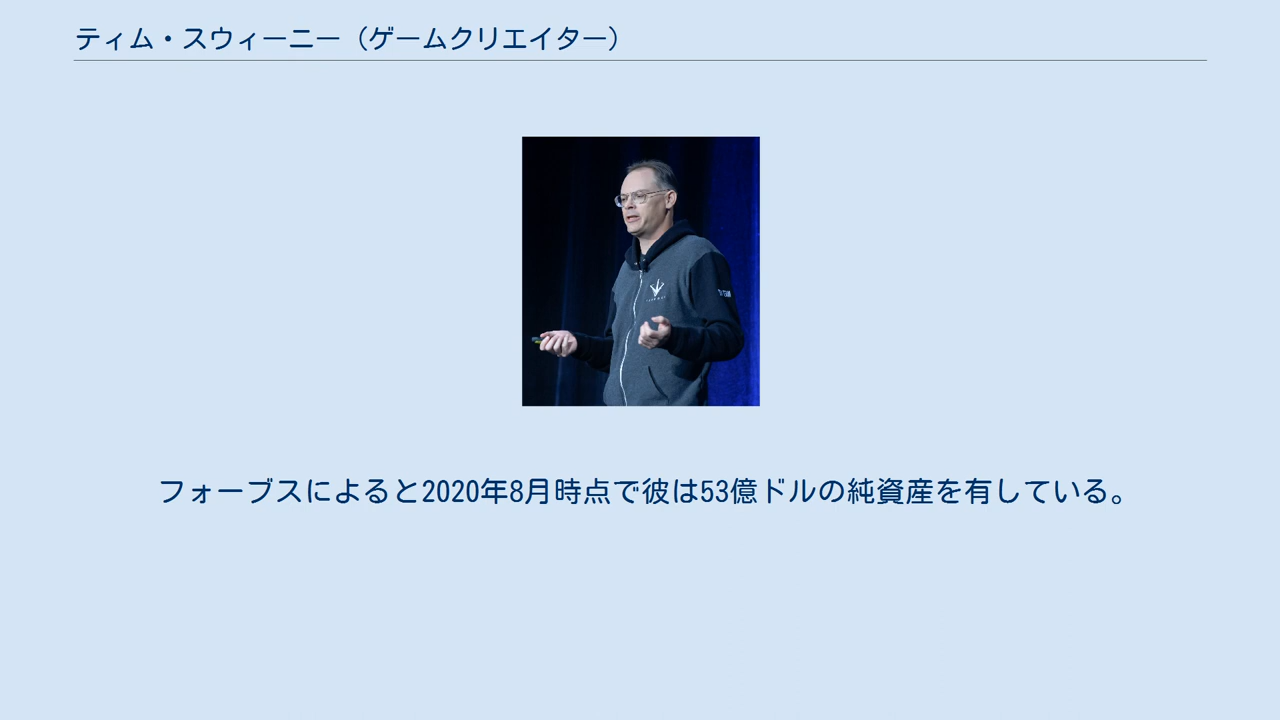 ティム・スウィーニー（ゲームクリエイター）
フォーブスによると2020年8月時点で彼は53億ドルの純資産を有している。